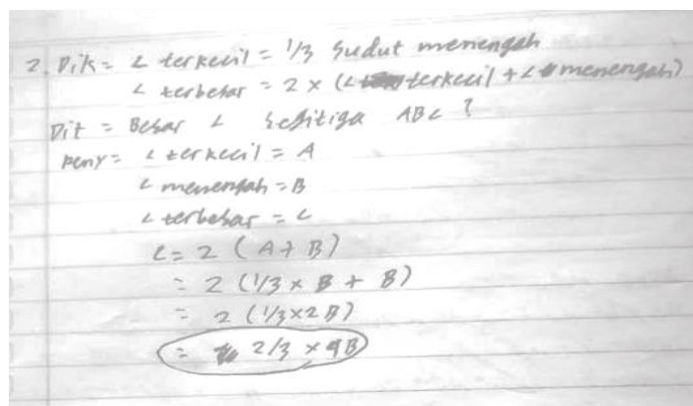 2. Dik = ∠ terkecil = 1/3 sudut menengah
∠ terbesar = 2 × (∠ terkecil + ∠ menengah)
Dit = Besar ∠ Segitiga ABC ?
Peny = ∠ terkecil = A
∠ menengah = B
∠ terbesar = C
C = 2 (A + B)
= 2 (1/3 × B + B)
= 2 (1/3 × 2B)
= 2/3 × 4B